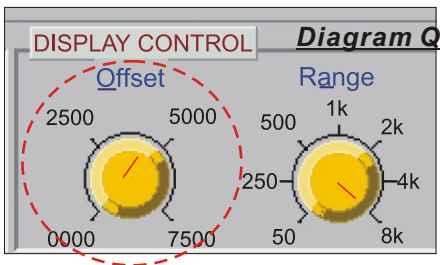 DISPLAY CONTROL
Diagram Q
Offset
Range
2500
5000
0000
7500
1k
500
2k
250
4k
50
8k